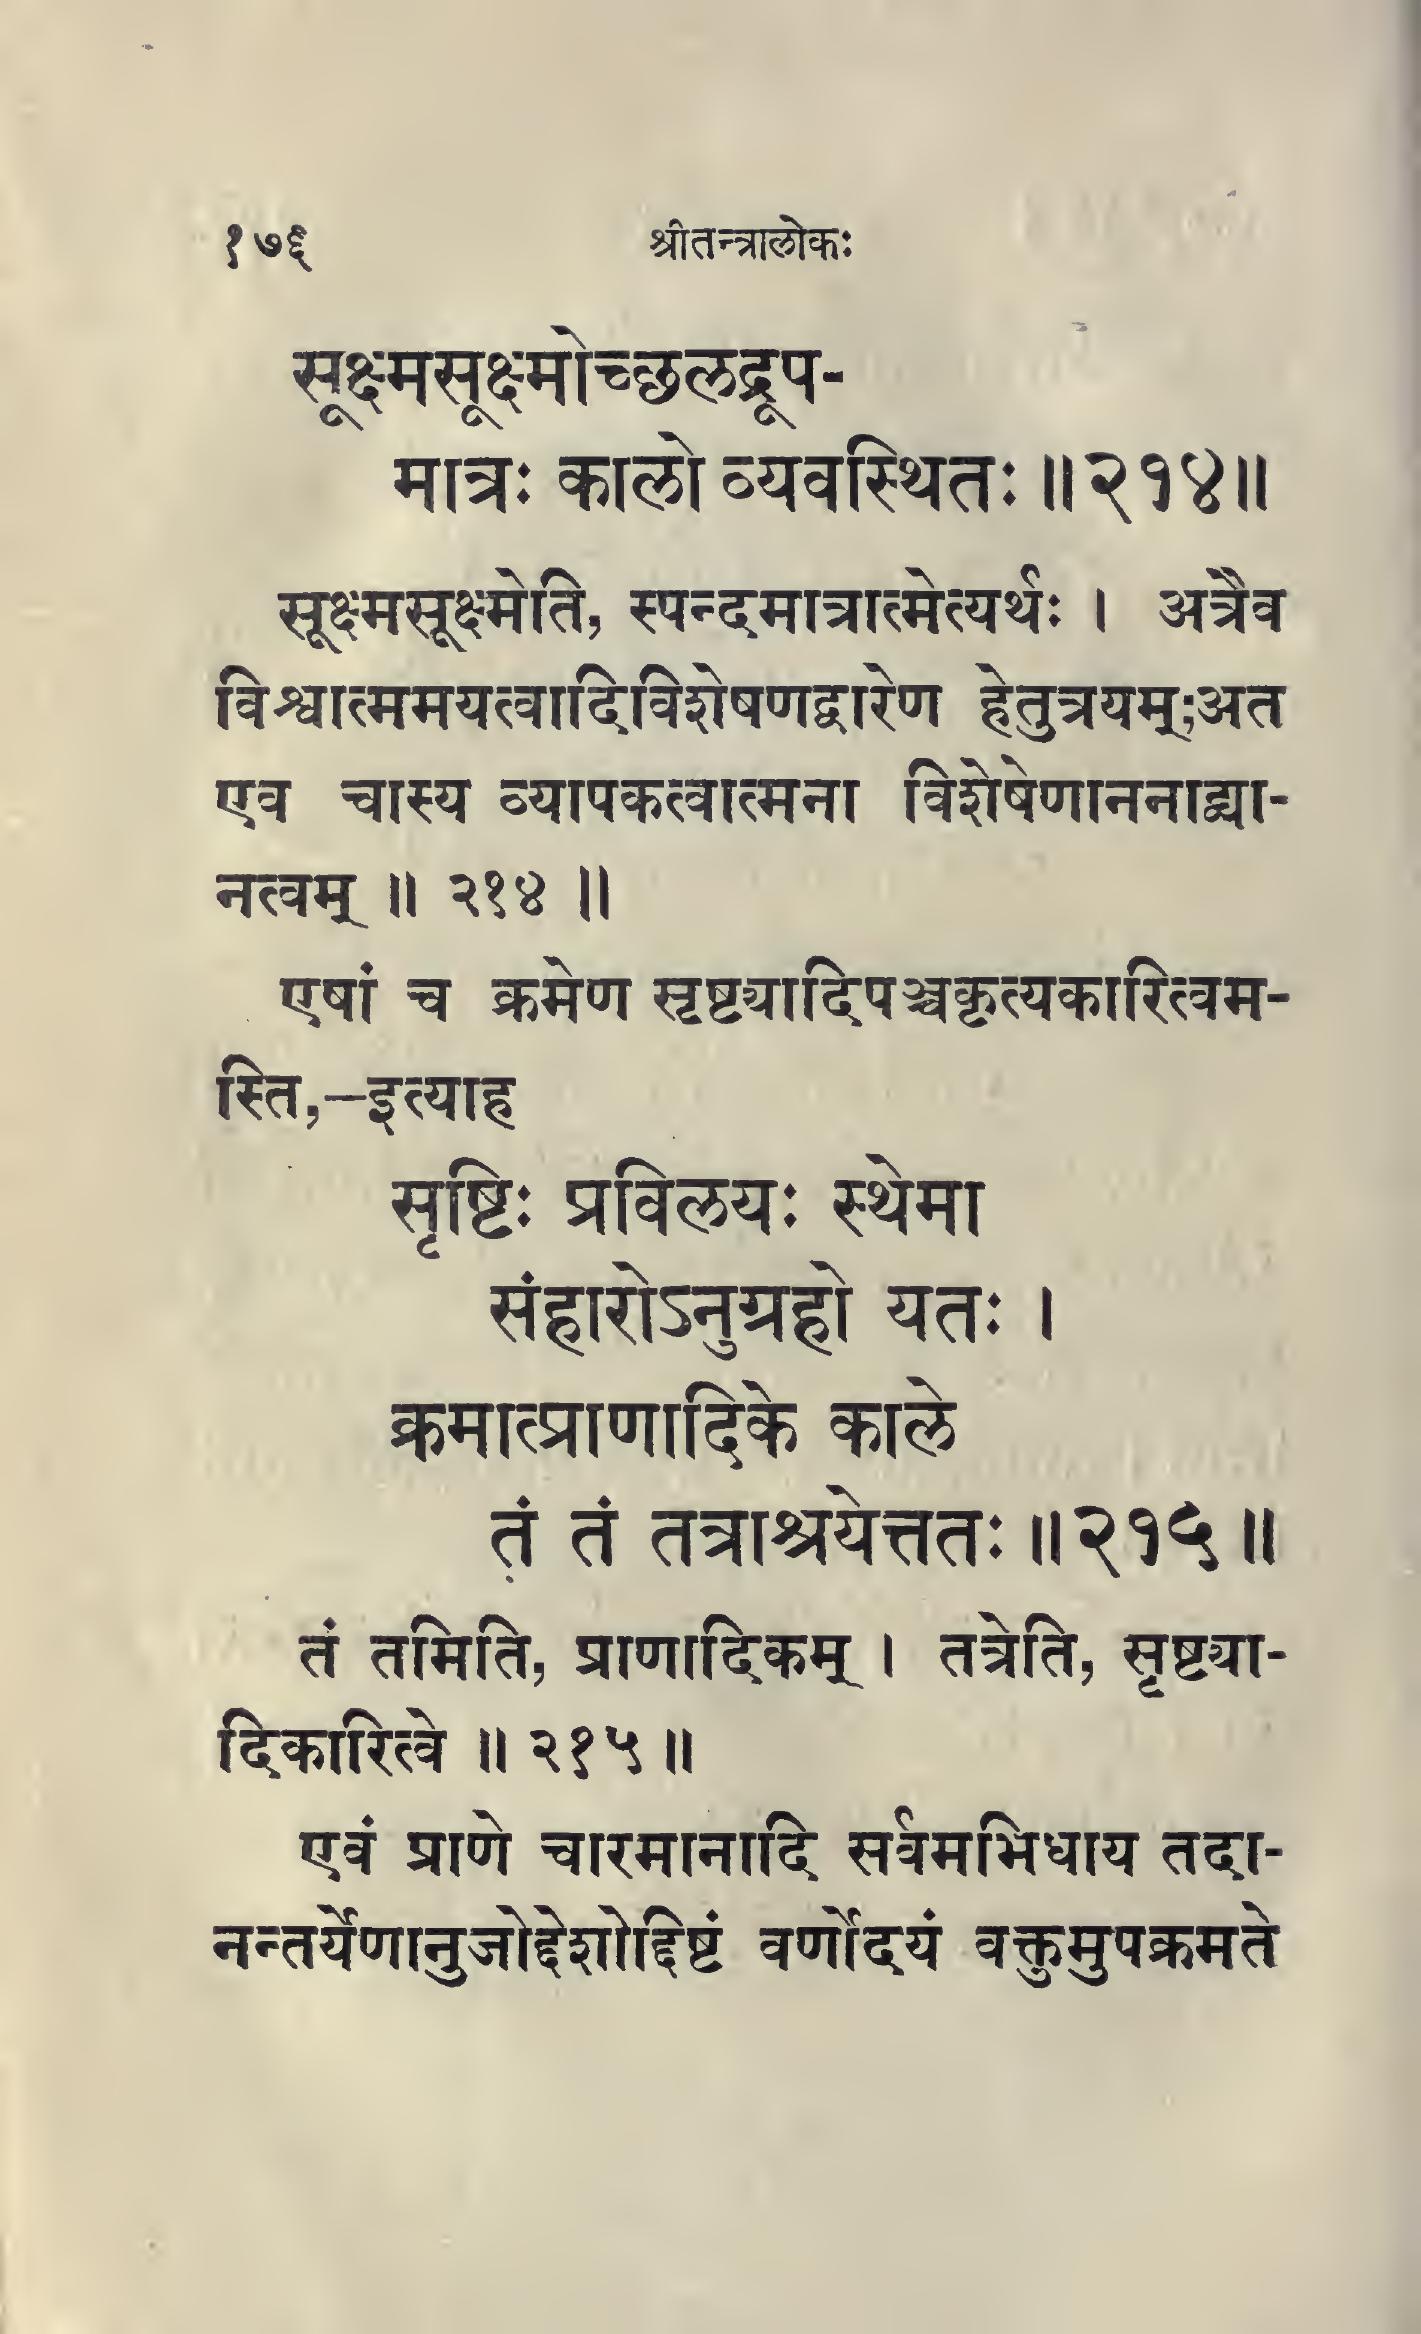 १७६ श्रीतन्त्रालोकः
सूक्ष्मसूक्ष्मोच्छलद्रूप-
मात्रः कालो व्यवस्थितः ॥ २१४ ॥
सूक्ष्मसूक्ष्मेति, स्पन्दमात्रात्मेत्यर्थः । अत्रैव
विश्वात्ममयत्वादिविशेषणद्वारेण हेतुत्रयम्;अत
एव चास्य व्यापकत्वात्मना विशेषेणाननाद्व्या-
नत्वम् ॥ २१४ ॥
एषां च क्रमेण सृष्ट्यादिपञ्चकृत्यकारित्वम-
स्ति,—इत्याह
सृष्टिः प्रविलयः स्थेमा
संहारोऽनुग्रहो यतः ।
क्रमात्प्राणादिके काले
तं तं तत्राश्रयेत्ततः ॥ २१५ ॥
तं तमिति, प्राणादिकम् । तत्रेति, सृष्ट्या-
दिकारित्वे ॥ २१५ ॥
एवं प्राणे चारमानादि सर्वमभिधाय तदा-
नन्तर्येणानुजोद्देशोद्दिष्टं वर्णोदयं वक्तुमुपक्रमते